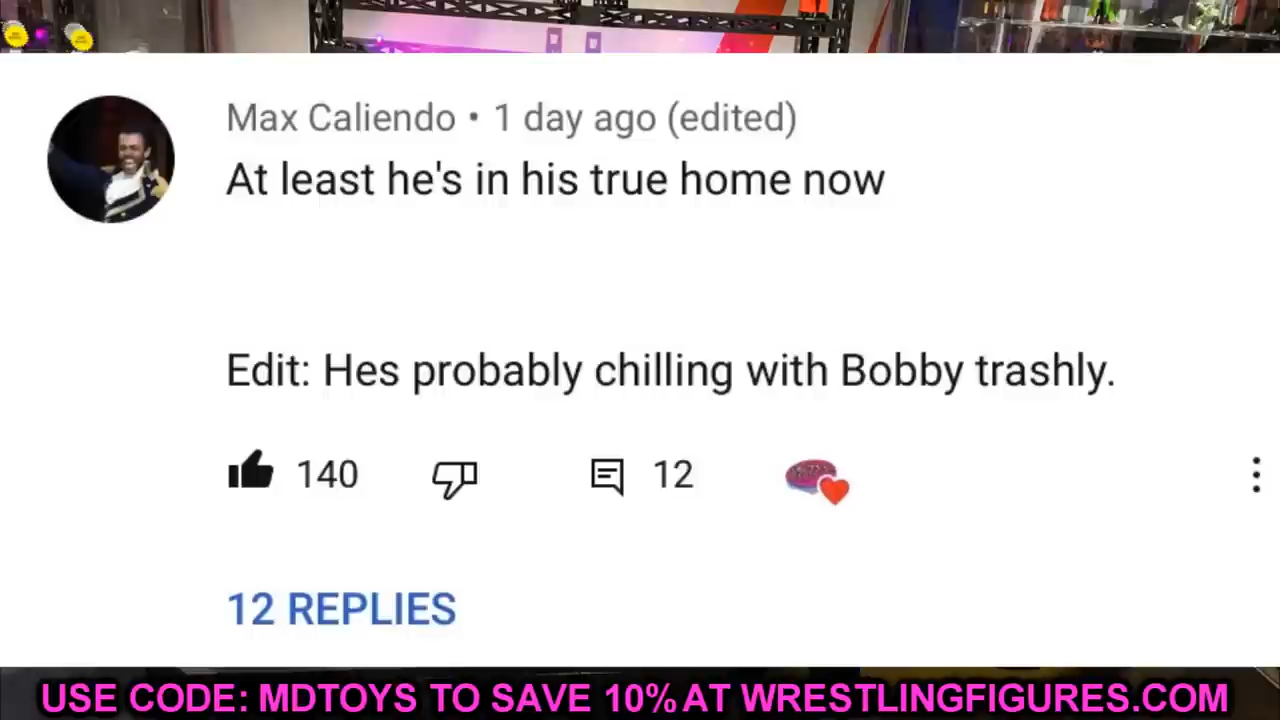 Max Caliendo • 1 day ago (edited)
At least he's in his true home now
Edit: Hes probably chilling with Bobby trashly.
140 12
12 REPLIES
USE CODE: MDTOYS TO SAVE 10% AT WRESTLINGFIGURES.COM